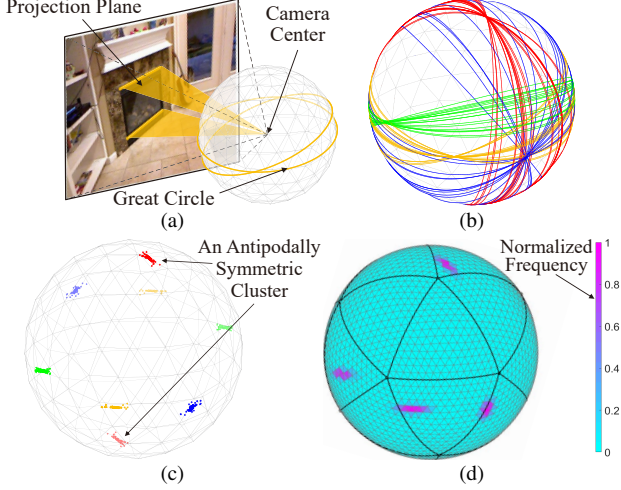 Projection Plane
Camera
Center
Great Circle
(a)
(b)
An Antipodally
Symmetric
Cluster
(c)
Normalized
Frequency
1
0.8
0.6
0.4
0.2
0
(d)